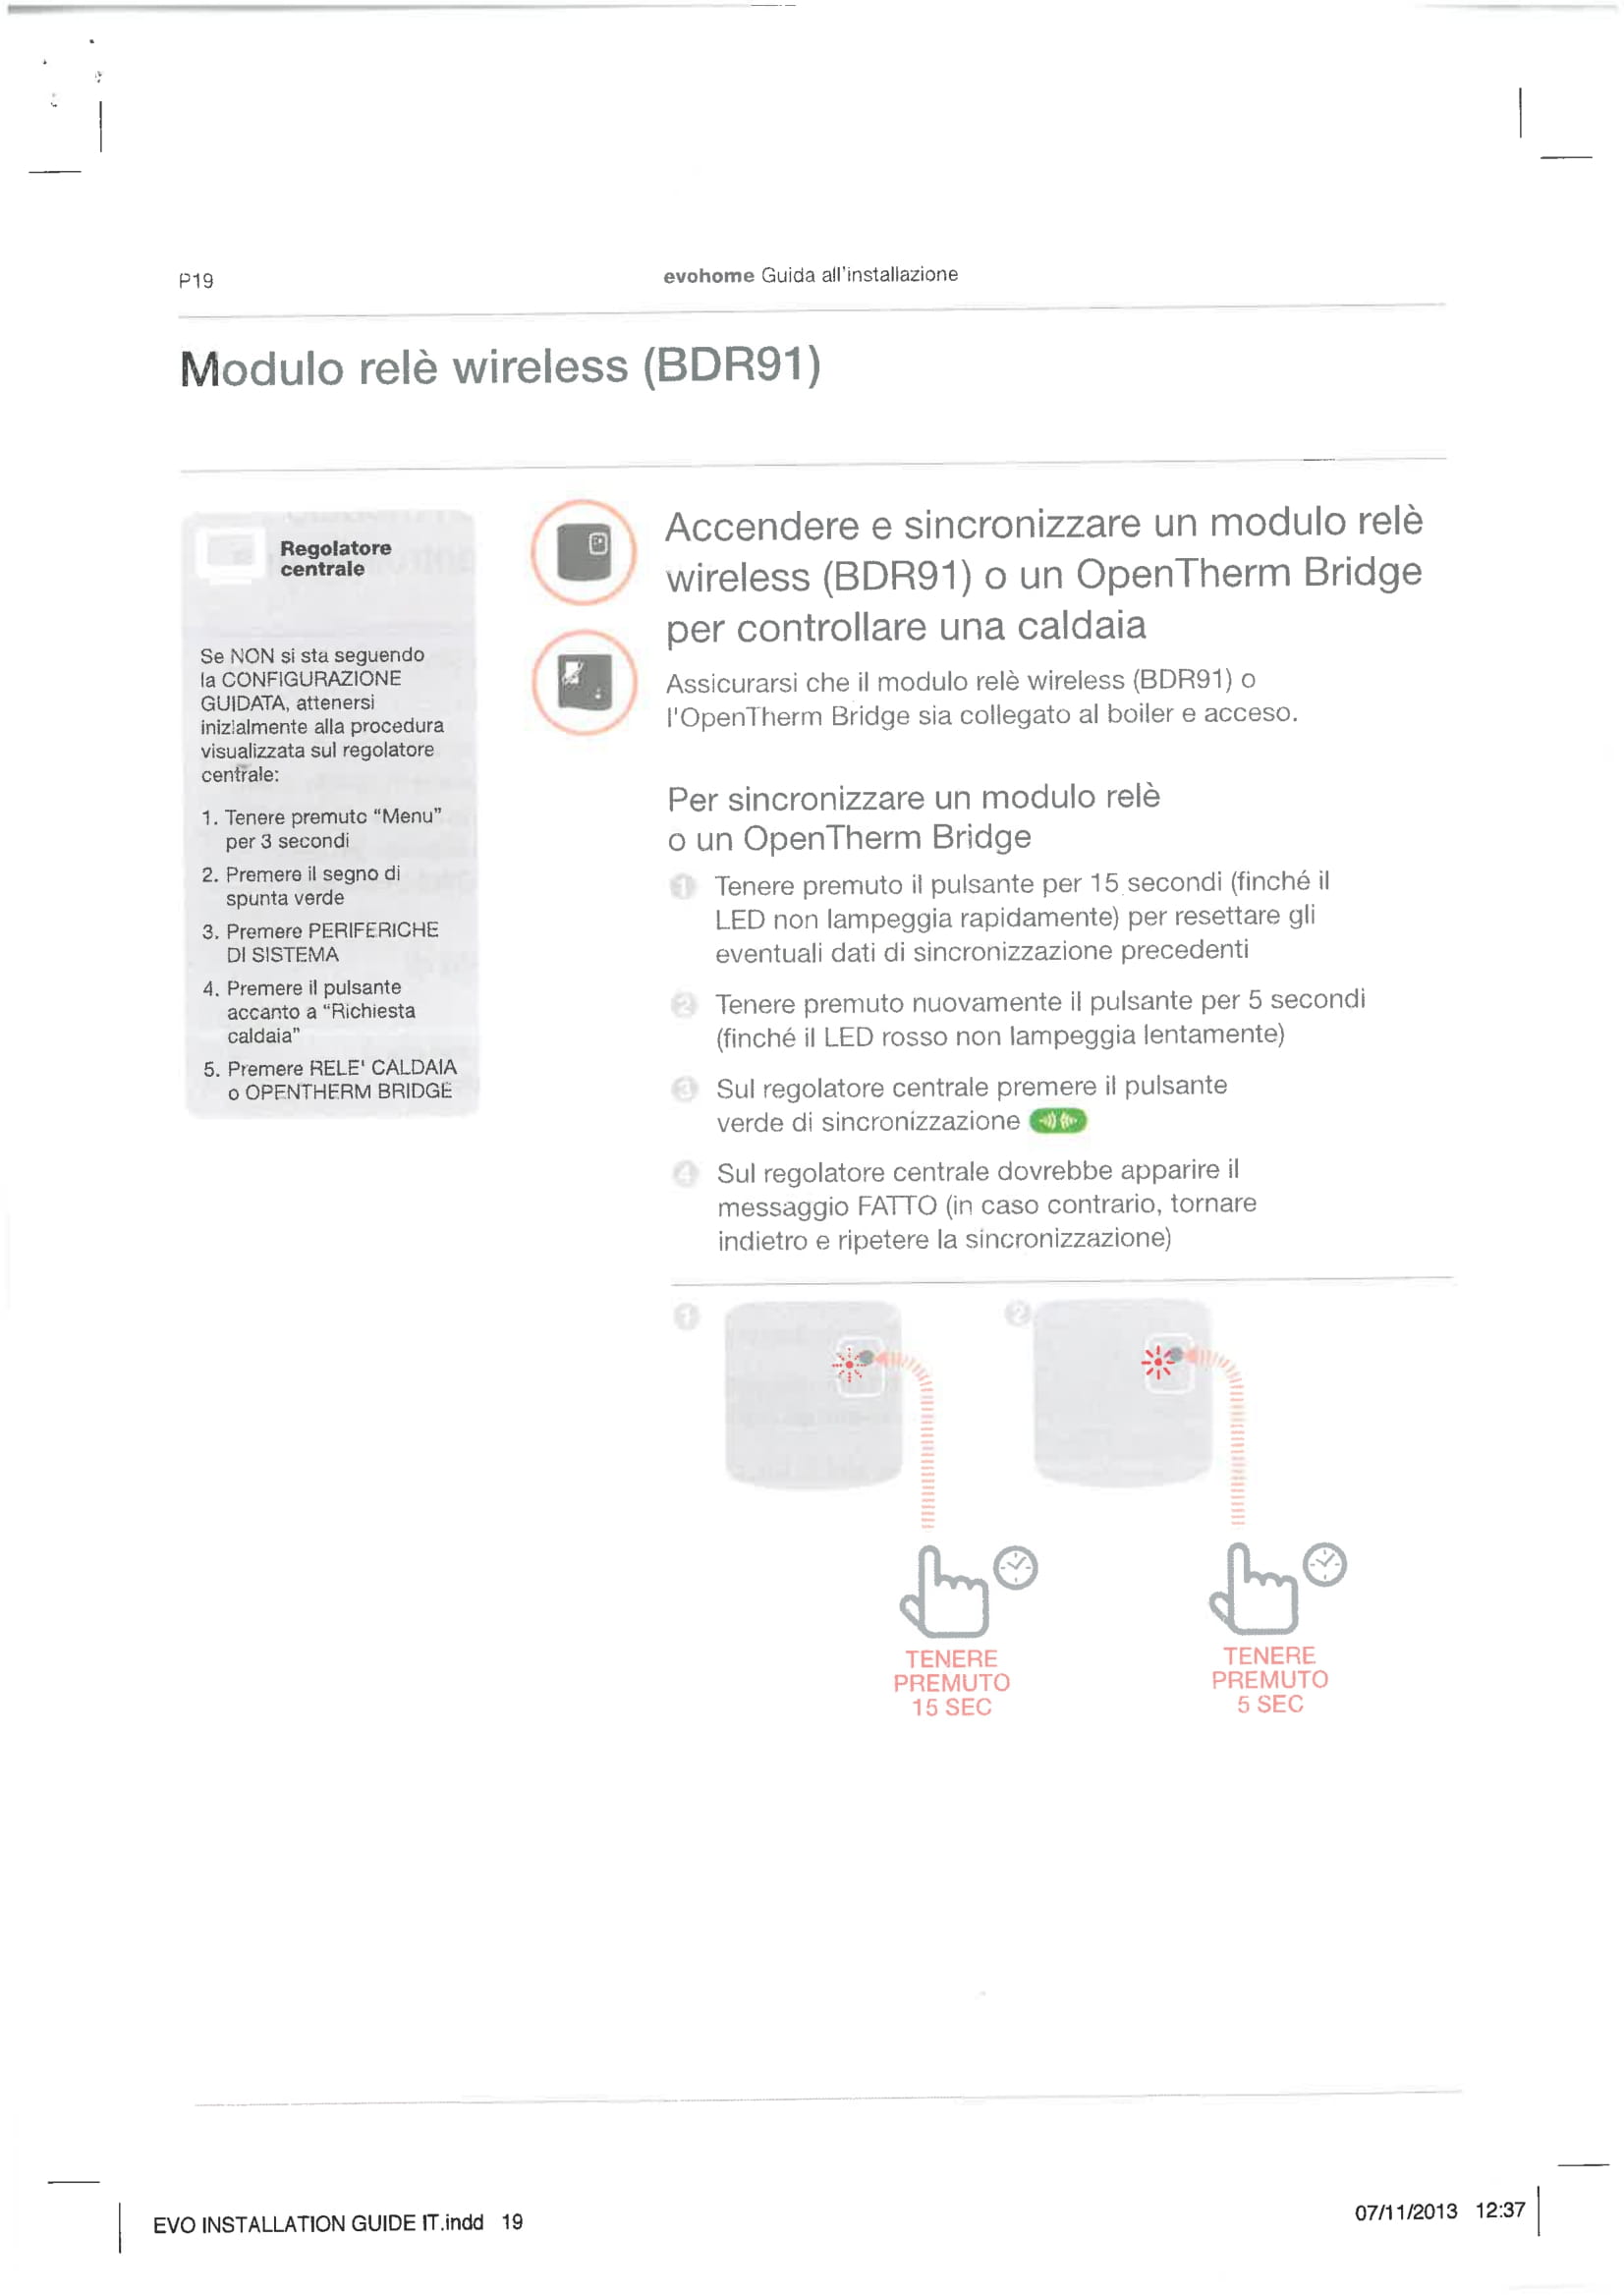 P19
evohome Guida all'installazione
Modulo relè wireless (BDR91)
Regolatore
centrale
Se NON si sta seguendo
la CONFIGURAZIONE
GUIDATA, attenersi
inizialmente alla procedura
visualizzata sul regolatore
centrale:
1. Tenere premuto “Menu”
per 3 secondi
2. Premere il segno di
spunta verde
3. Premere PERIFERICHE
DI SISTEMA
4. Premere il pulsante
accanto a “Richiesta
caldaia”
5. Premere RELE' CALDAIA
o OPENTHERM BRIDGE
Accendere e sincronizzare un modulo relè
wireless (BDR91) o un OpenTherm Bridge
per controllare una caldaia
Assicurarsi che il modulo relè wireless (BDR91) o
l'OpenTherm Bridge sia collegato al boiler e acceso.
Per sincronizzare un modulo relè
o un OpenTherm Bridge
1 Tenere premuto il pulsante per 15 secondi (finché il
LED non lampeggia rapidamente) per resettare gli
eventuali dati di sincronizzazione precedenti
2 Tenere premuto nuovamente il pulsante per 5 secondi
(finché il LED rosso non lampeggia lentamente)
3 Sul regolatore centrale premere il pulsante
verde di sincronizzazione
4 Sul regolatore centrale dovrebbe apparire il
messaggio FATTO (in caso contrario, tornare
indietro e ripetere la sincronizzazione)
1
2
TENERE
PREMUTO
15 SEC
TENERE
PREMUTO
5 SEC
EVO INSTALLATION GUIDE IT.indd 19
07/11/2013 12:37